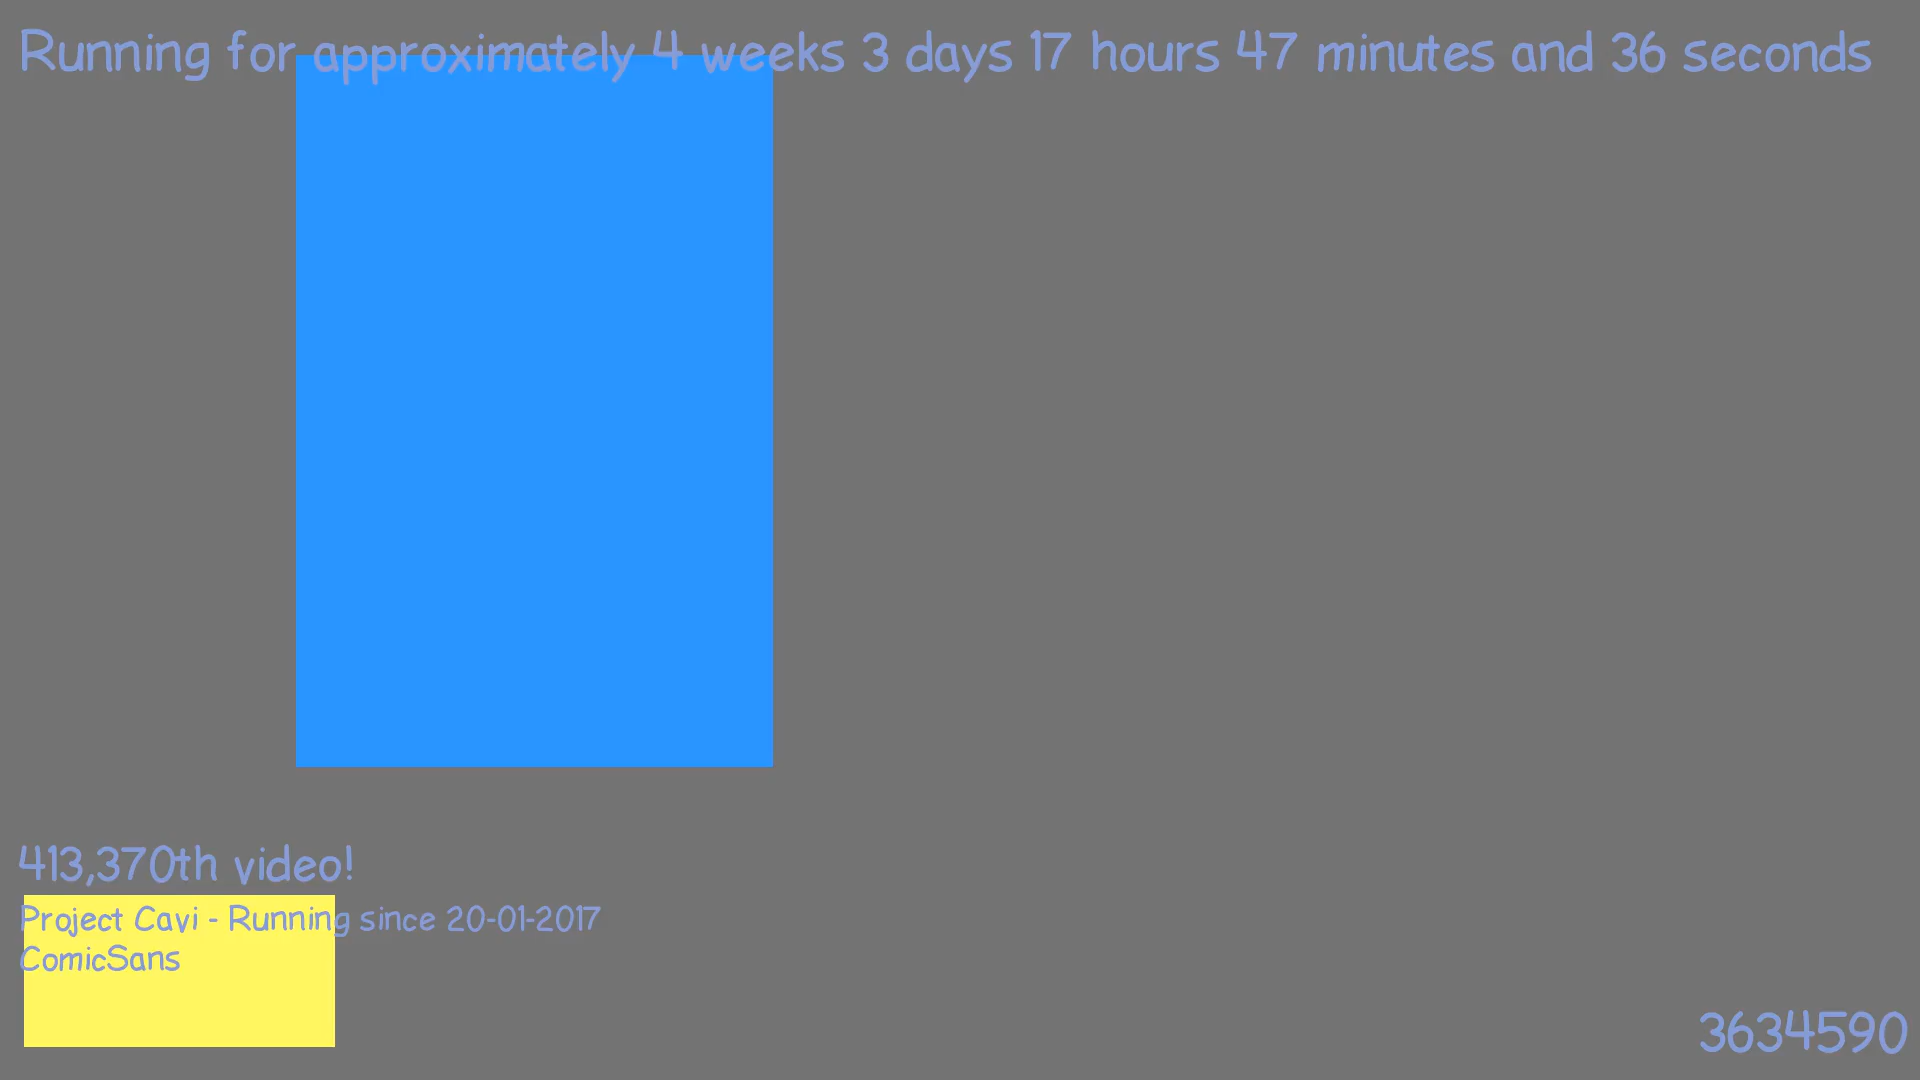 Running for approximately 4 weeks 3 days 17 hours 47 minutes and 36 seconds
413,370th video!
Project Cavi - Running since 20-01-2017
ComicSans
3634590